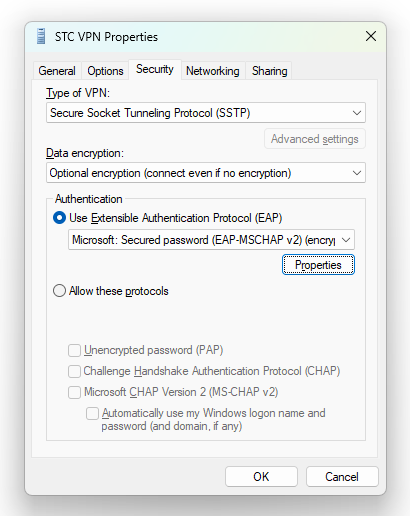 STC VPN Properties
General Options Security Networking Sharing
Type of VPN:
Secure Socket Tunneling Protocol (SSTP)
Advanced settings
Data encryption:
Optional encryption (connect even if no encryption)
Authentication
Use Extensible Authentication Protocol (EAP)
Microsoft: Secured password (EAP-MSCHAP v2) (encryp
Properties
Allow these protocols
Unencrypted password (PAP)
Challenge Handshake Authentication Protocol (CHAP)
Microsoft CHAP Version 2 (MS-CHAP v2)
Automatically use my Windows logon name and
password (and domain, if any)
OK Cancel